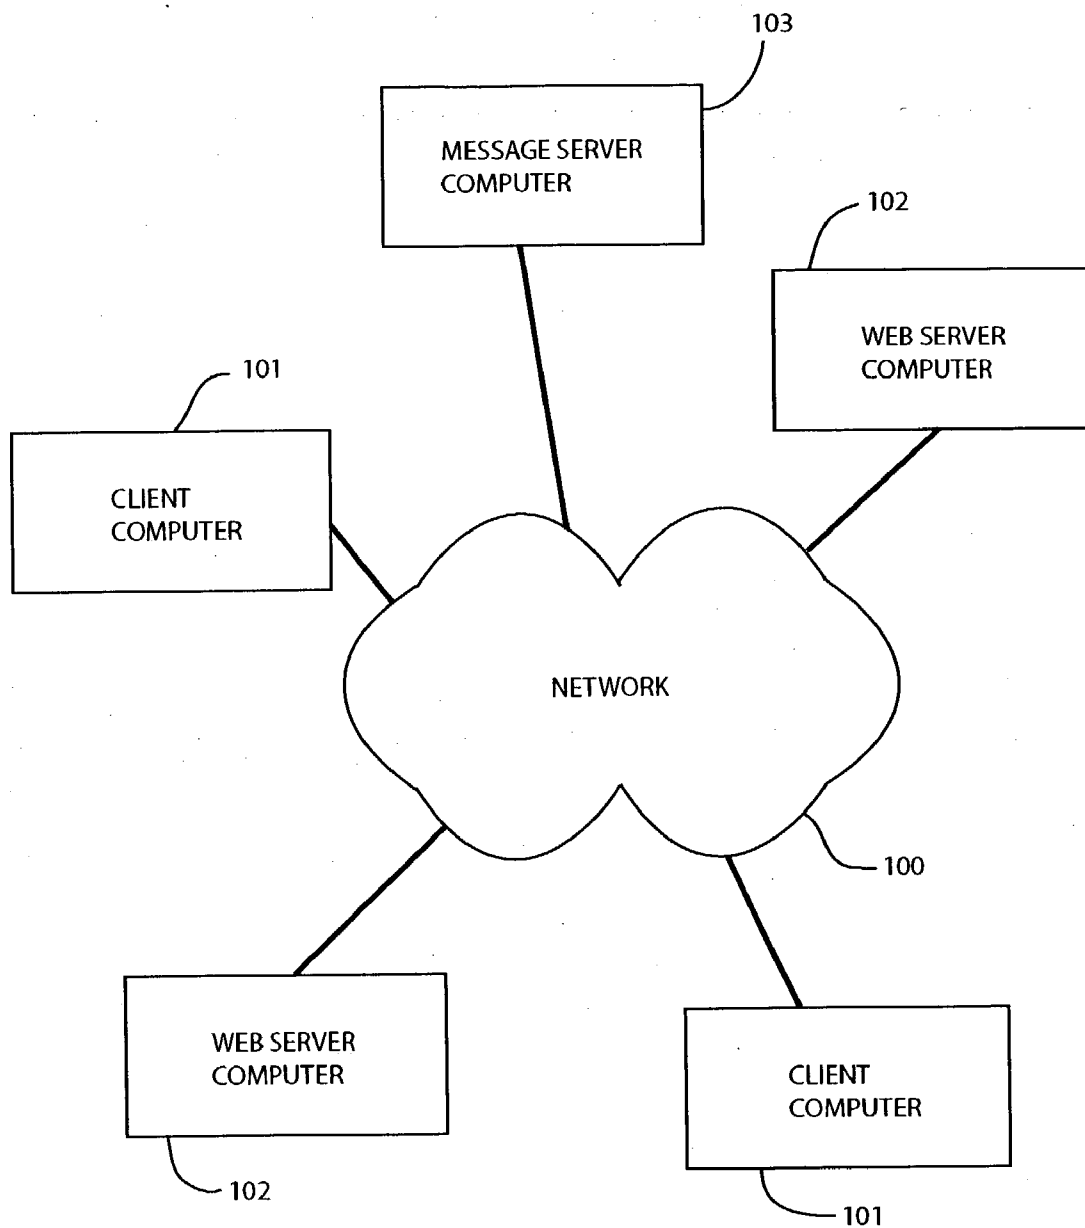 103
MESSAGE SERVER
COMPUTER
102
WEB SERVER
COMPUTER
101
CLIENT
COMPUTER
NETWORK
100
WEB SERVER
COMPUTER
CLIENT
COMPUTER
102
101